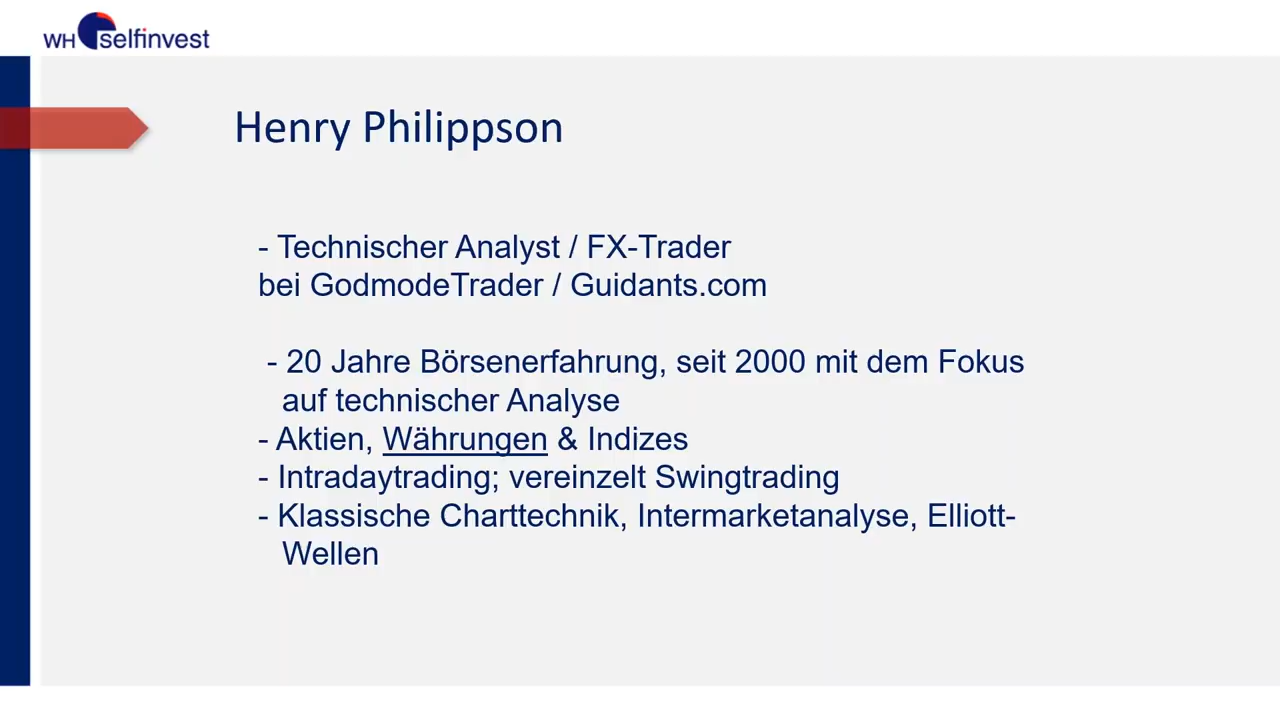 WH selfinvest
Henry Philippson
- Technischer Analyst / FX-Trader
bei GodmodeTrader / Guidants.com
- 20 Jahre Börsenerfahrung, seit 2000 mit dem Fokus
auf technischer Analyse
- Aktien, Währungen & Indizes
- Intradaytrading; vereinzelt Swingtrading
- Klassische Charttechnik, Intermarketanalyse, Elliott-
Wellen